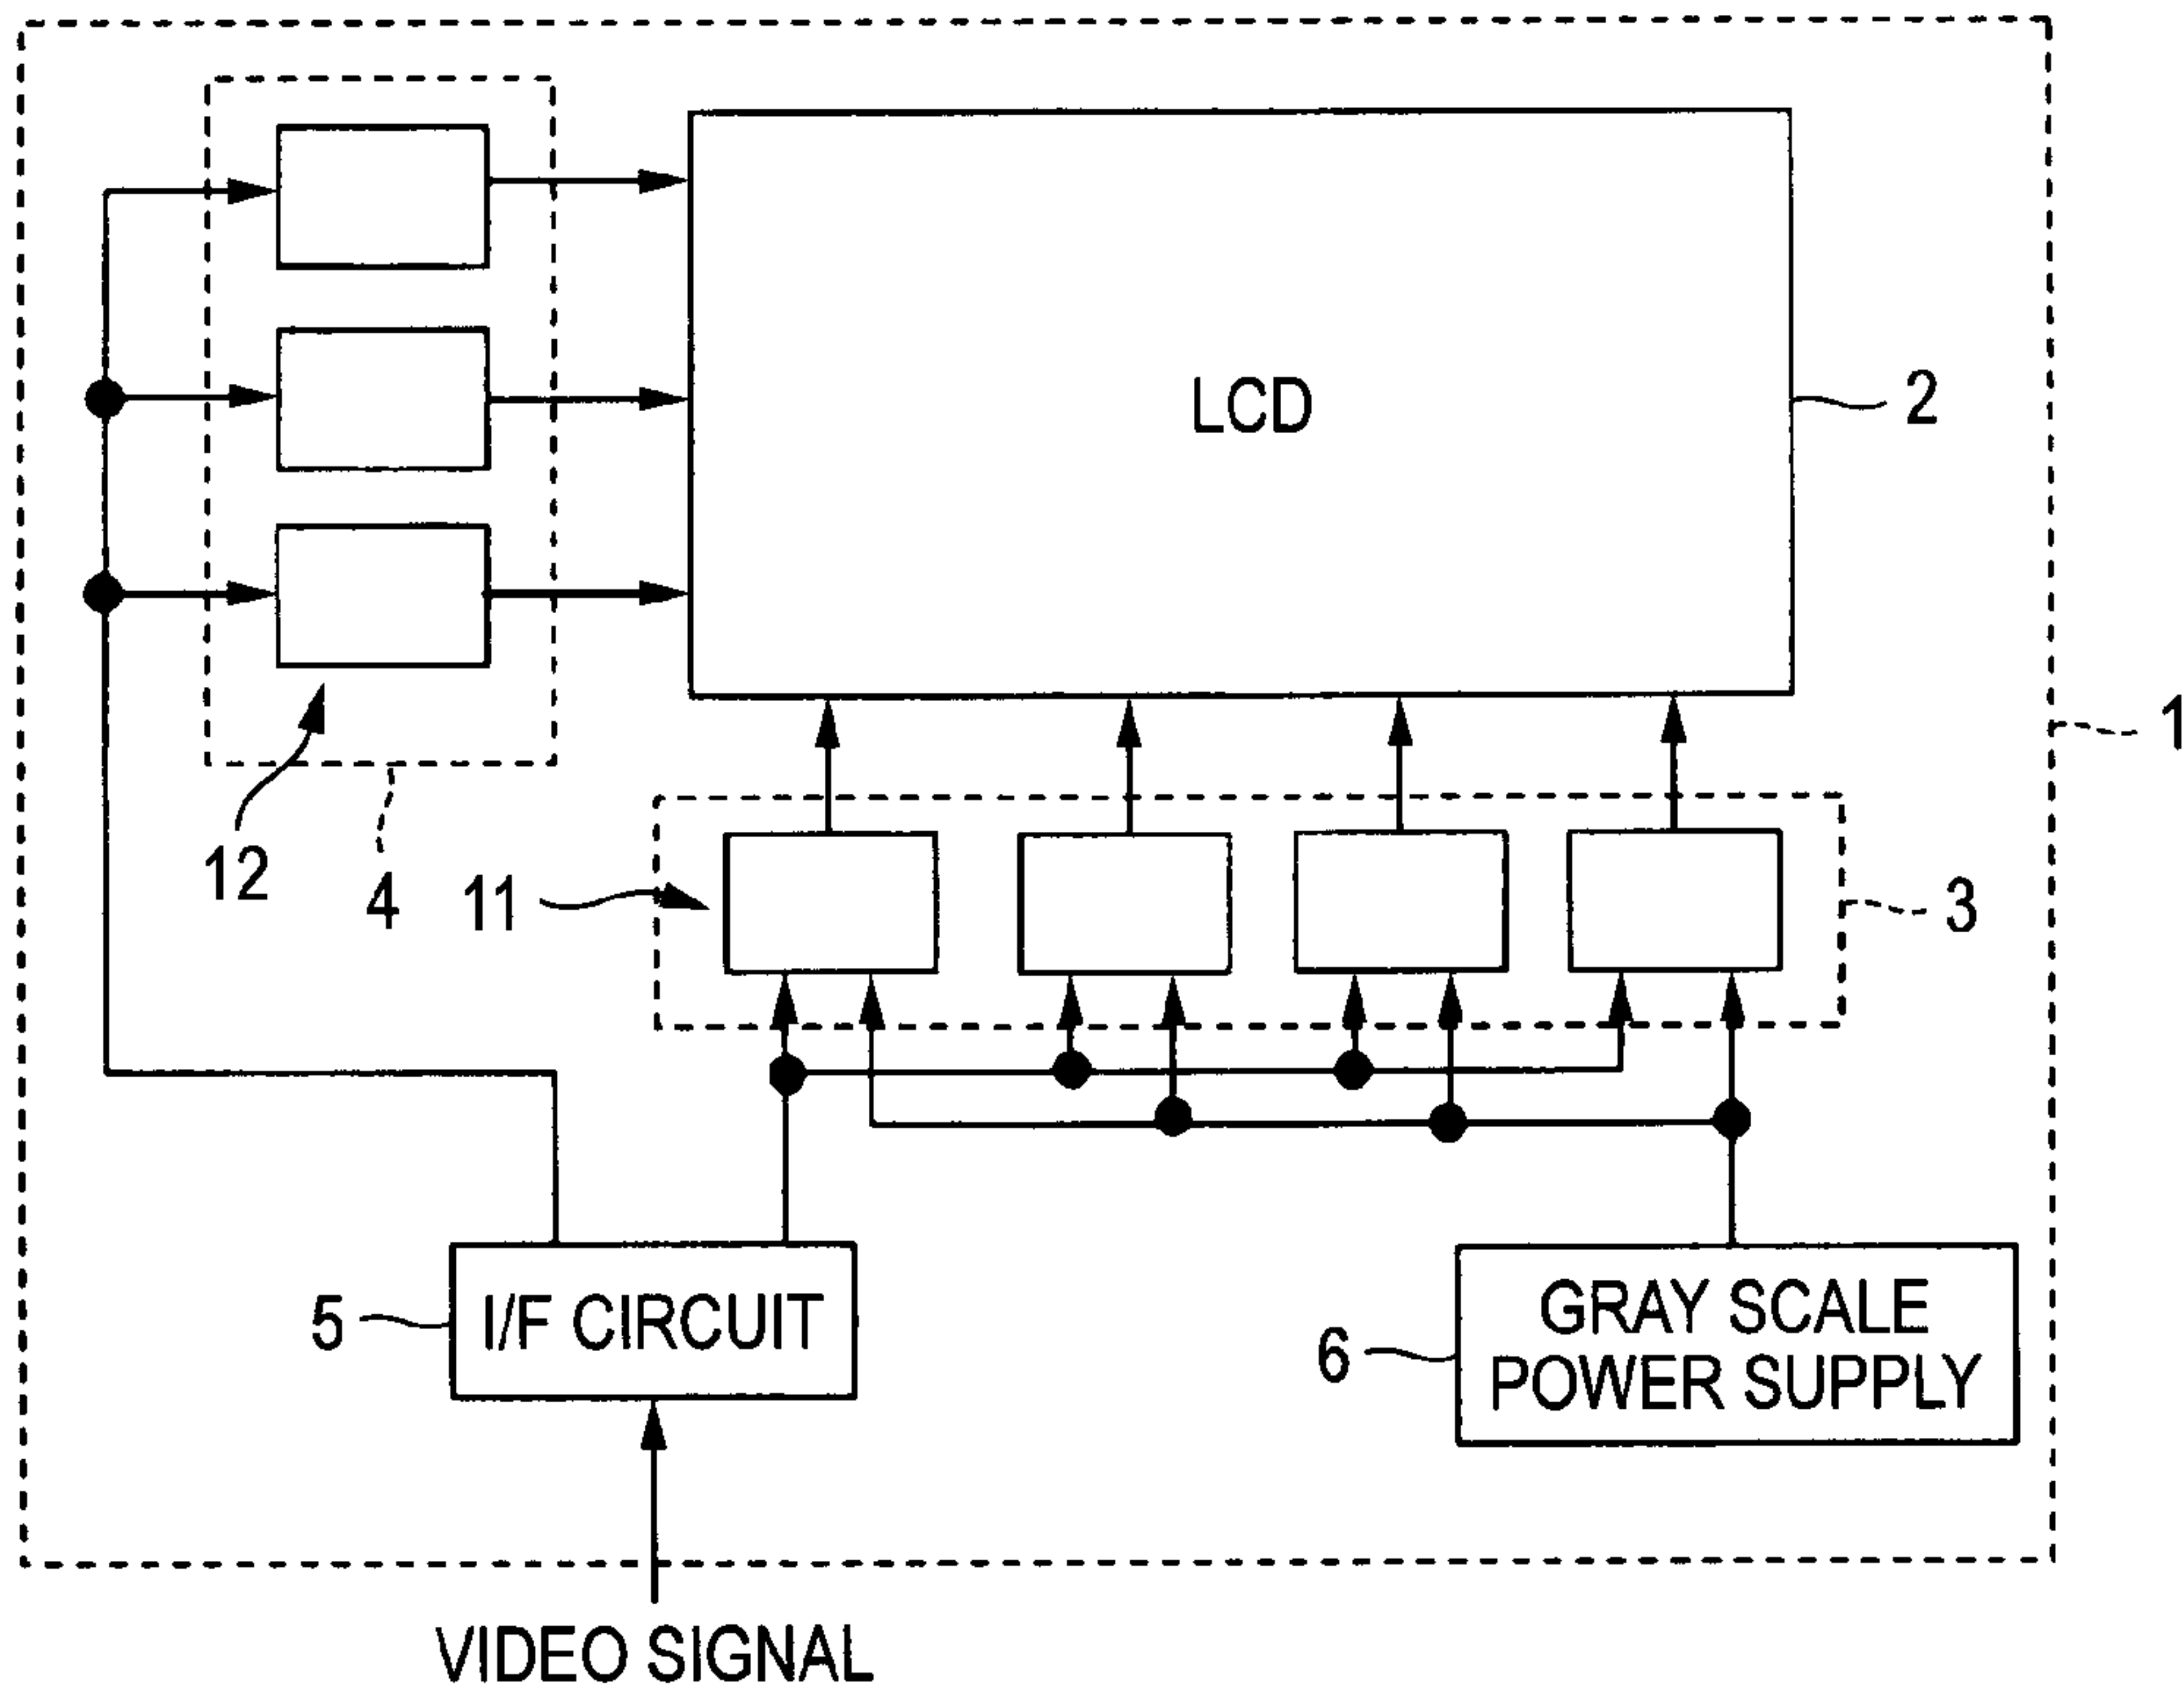 LCD
2
1
12
4
11
3
5
I/F CIRCUIT
6
GRAY SCALE
POWER SUPPLY
VIDEO SIGNAL